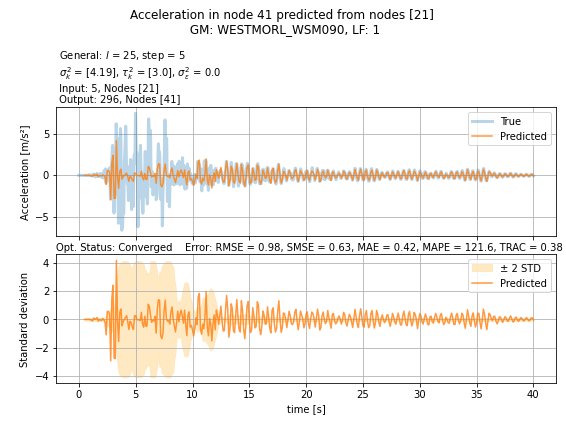 Acceleration in node 41 predicted from nodes [21]
GM: WESTMORL_WSM090, LF: 1
General: l = 25, step = 5
σ²ₖ = [4.19], τ²ₖ = [3.0], σ²ₑ = 0.0
Input: 5, Nodes [21]
Output: 296, Nodes [41]
Acceleration [m/s²]
5
0
−5
True
Predicted
Opt. Status: Converged Error: RMSE = 0.98, SMSE = 0.63, MAE = 0.42, MAPE = 121.6, TRAC = 0.38
Standard deviation
4
2
0
−2
−4
± 2 STD
Predicted
0 5 10 15 20 25 30 35 40
time [s]